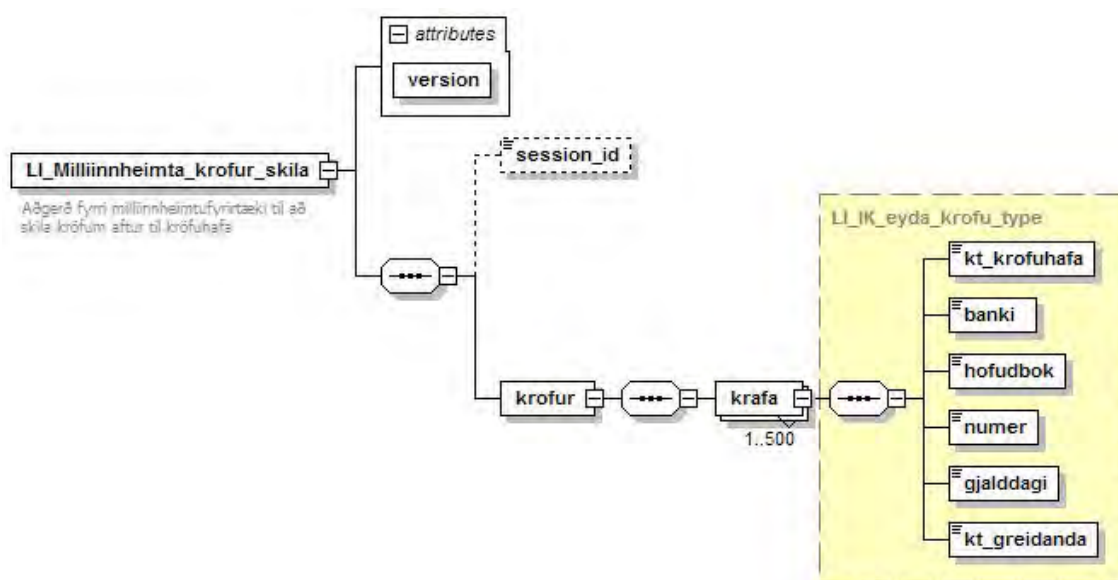 attributes
version
LI_Milliinnheimta_krofur_skila
Aðgerð fyrri milliinnheimtufyrirtæki til að
skila kröfum aftur til kröfuhafa
session_id
LI_IK_eyda_krofu_type
kt_krofuhafa
banki
hofudbok
krofur
krafa
1..500
numer
gjalddagi
kt_greidanda